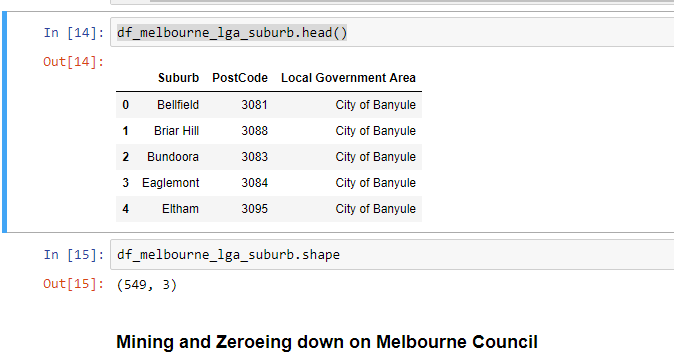 In [14]: df_melbourne_lga_suburb.head()
Out[14]:
Suburb PostCode Local Government Area
0 Bellfield 3081 City of Banyule
1 Briar Hill 3088 City of Banyule
2 Bundoora 3083 City of Banyule
3 Eaglemont 3084 City of Banyule
4 Eltham 3095 City of Banyule
In [15]: df_melbourne_lga_suburb.shape
Out[15]: (549, 3)
Mining and Zeroeing down on Melbourne Council